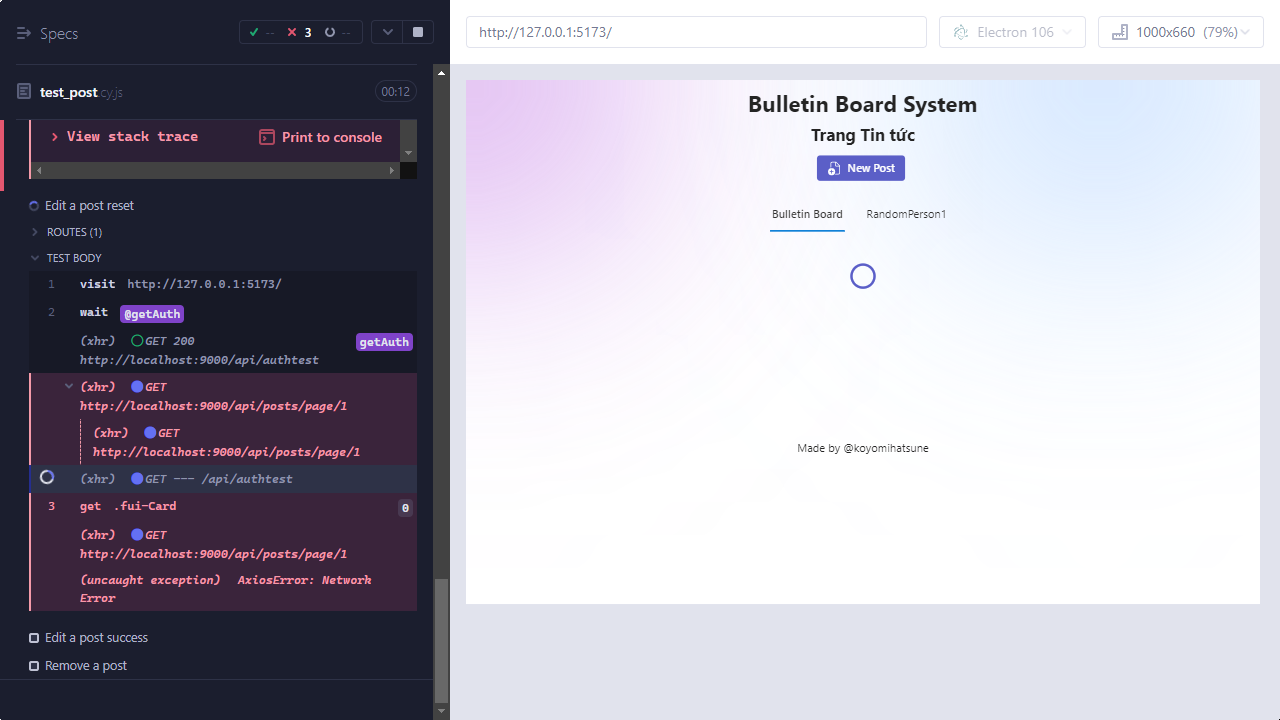 Specs
-- 3 --
test_post.cy.js
00:12
View stack trace
Print to console
Edit a post reset
ROUTES (1)
TEST BODY
1 visit http://127.0.0.1:5173/
2 wait @getAuth
(xhr) GET 200 getAuth
http://localhost:9000/api/authtest
(xhr) GET
http://localhost:9000/api/posts/page/1
(xhr) GET
http://localhost:9000/api/posts/page/1
(xhr) GET --- /api/authtest
3 get .fui-Card 0
(xhr) GET
http://localhost:9000/api/posts/page/1
(uncaught exception) AxiosError: Network
Error
Edit a post success
Remove a post
http://127.0.0.1:5173/
Electron 106
1000x660 (79%)
Bulletin Board System
Trang Tin tức
New Post
Bulletin Board
RandomPerson1
Made by @koyomihatsune